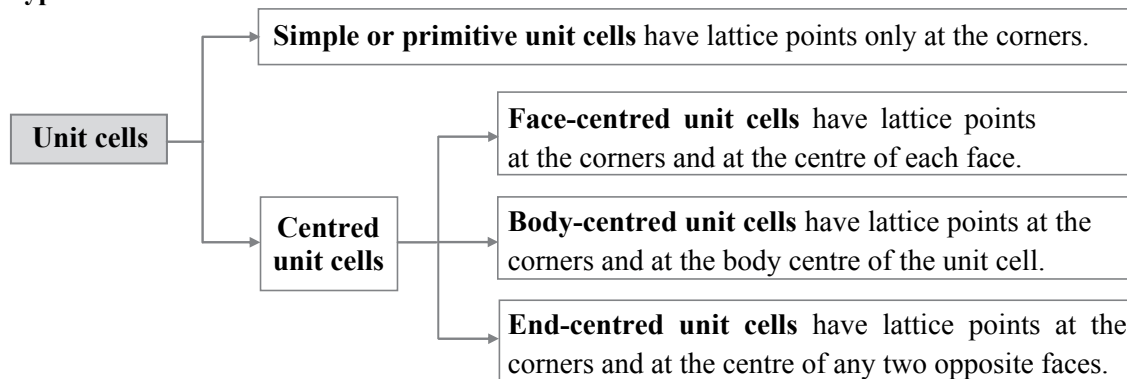 Simple or primitive unit cells have lattice points only at the corners.
Unit cells
Face-centred unit cells have lattice points
at the corners and at the centre of each face.
Centred
unit cells
Body-centred unit cells have lattice points at the
corners and at the body centre of the unit cell.
End-centred unit cells have lattice points at the
corners and at the centre of any two opposite faces.